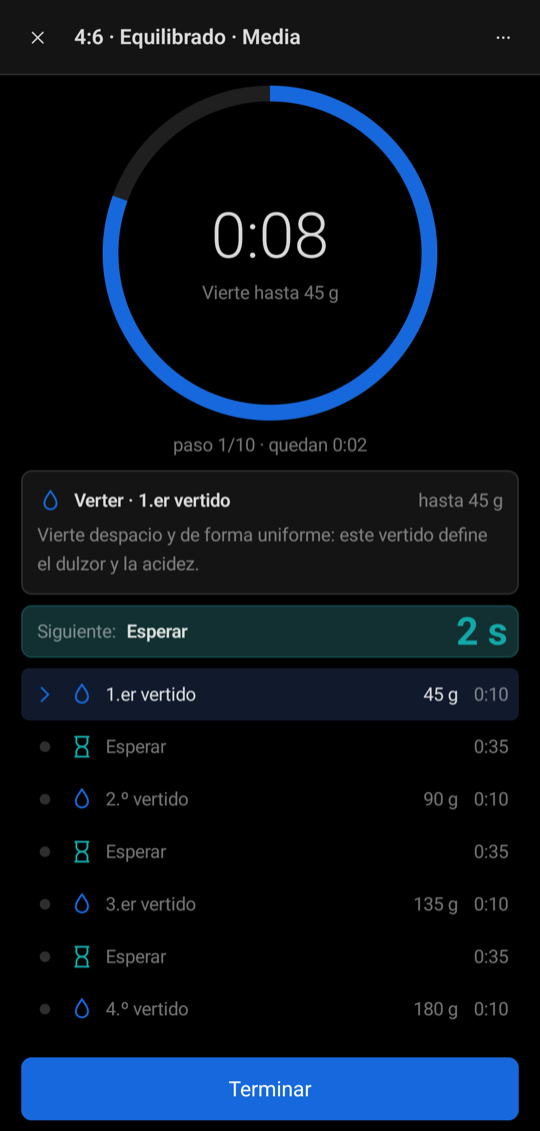 4:6 · Equilibrado · Media
0:08
Vierte hasta 45 g
paso 1/10 · quedan 0:02
Verter · 1.er vertido hasta 45 g
Vierte despacio y de forma uniforme: este vertido define
el dulzor y la acidez.
Siguiente: Esperar 2 s
1.er vertido 45 g 0:10
Esperar 0:35
2.º vertido 90 g 0:10
Esperar 0:35
3.er vertido 135 g 0:10
Esperar 0:35
4.º vertido 180 g 0:10
Terminar